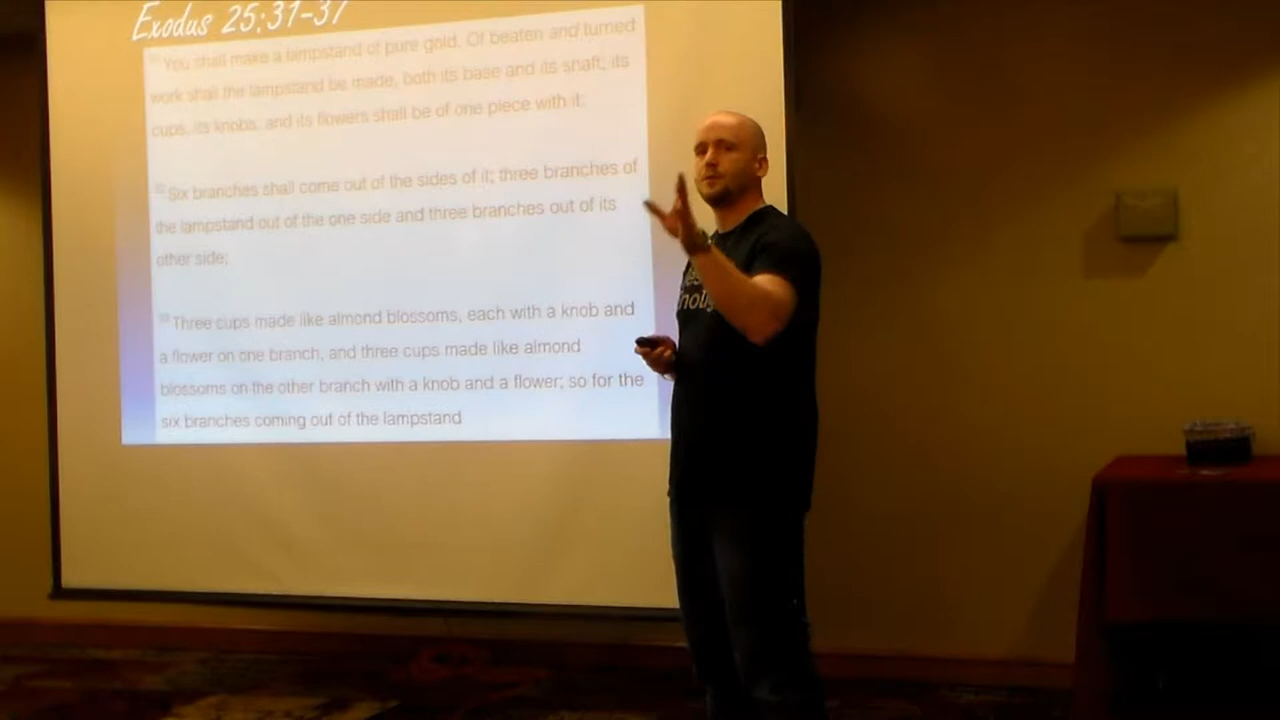 Exodus 25:31-37
You shall make a lampstand of pure gold. Of beaten and turned
work shall the lampstand be made, both its base and its shaft; its
cups, its knobs, and its flowers shall be of one piece with it;
Six branches shall come out of the sides of it; three branches of
the lampstand out of the one side and three branches out of its
other side;
Three cups made like almond blossoms, each with a knob and
a flower on one branch, and three cups made like almond
blossoms on the other branch with a knob and a flower; so for the
six branches coming out of the lampstand